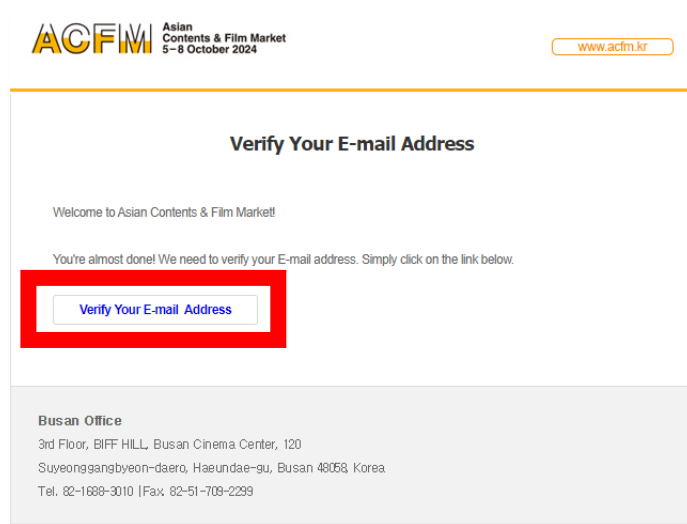 ACFM
Asian
Contents & Film Market
5–8 October 2024
www.acfm.kr
Verify Your E-mail Address
Welcome to Asian Contents & Film Market!
You're almost done! We need to verify your E-mail address. Simply click on the link below.
Verify Your E-mail Address
Busan Office
3rd Floor, BIFF HILL, Busan Cinema Center, 120
Suyeonggangbyeon-daero, Haeundae-gu, Busan 48058, Korea
Tel. 82-1688-3010 | Fax. 82-51-709-2299